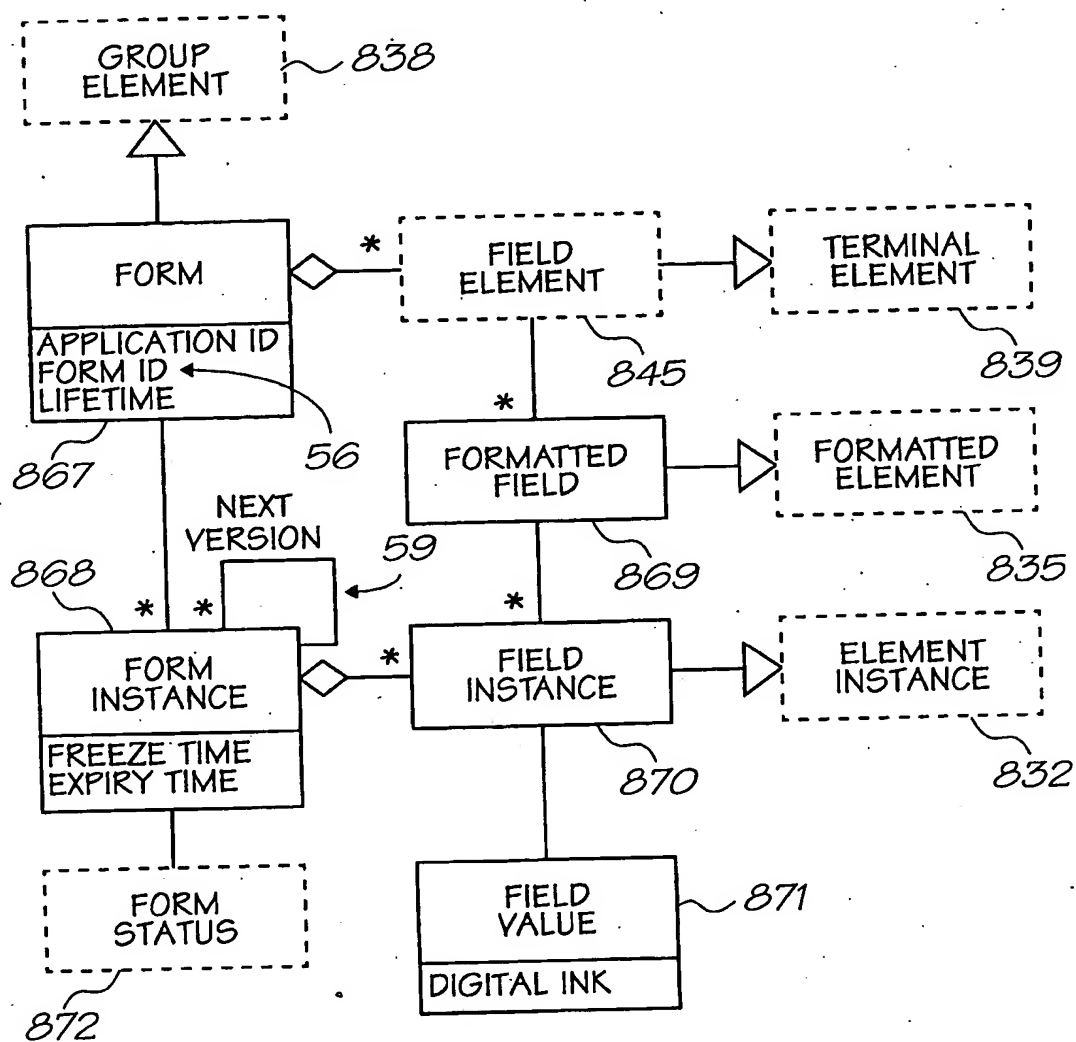 GROUP
ELEMENT
838
FORM
APPLICATION ID
FORM ID
LIFETIME
867
56
*
FIELD
ELEMENT
845
TERMINAL
ELEMENT
839
*
FORMATTED
FIELD
869
FORMATTED
ELEMENT
835
NEXT
VERSION
59
868
* *
FORM
INSTANCE
FREEZE TIME
EXPIRY TIME
*
*
FIELD
INSTANCE
870
ELEMENT
INSTANCE
832
FORM
STATUS
872
FIELD
VALUE
DIGITAL INK
871